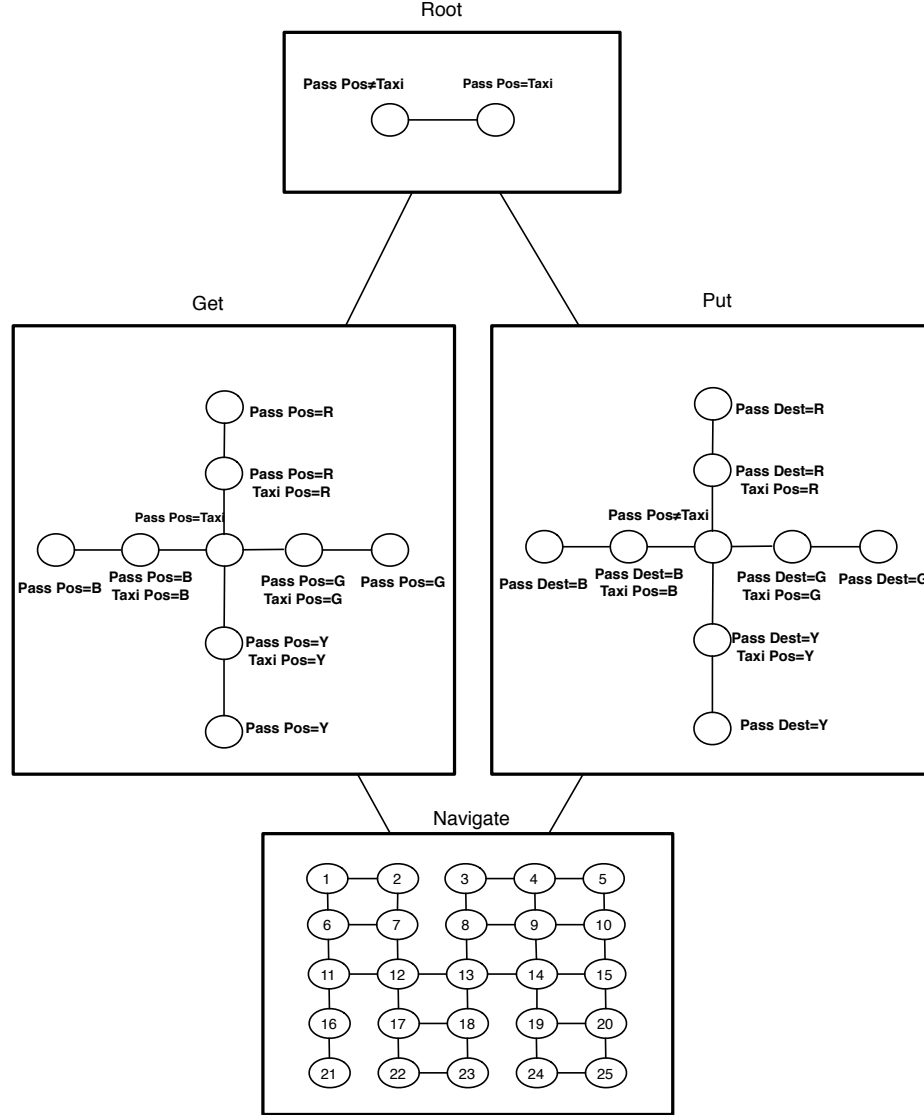 Root
Pass Pos≠Taxi
Pass Pos=Taxi
Get
Put
Pass Pos=R
Pass Pos=R
Taxi Pos=R
Pass Pos=Taxi
Pass Pos=B
Pass Pos=B
Taxi Pos=B
Pass Pos=G
Taxi Pos=G
Pass Pos=G
Pass Pos=Y
Taxi Pos=Y
Pass Pos=Y
Pass Dest=R
Pass Dest=R
Taxi Pos=R
Pass Pos≠Taxi
Pass Dest=B
Pass Dest=B
Taxi Pos=B
Pass Dest=G
Taxi Pos=G
Pass Dest=G
Pass Dest=Y
Taxi Pos=Y
Pass Dest=Y
Navigate
1 2 3 4 5
6 7 8 9 10
11 12 13 14 15
16 17 18 19 20
21 22 23 24 25